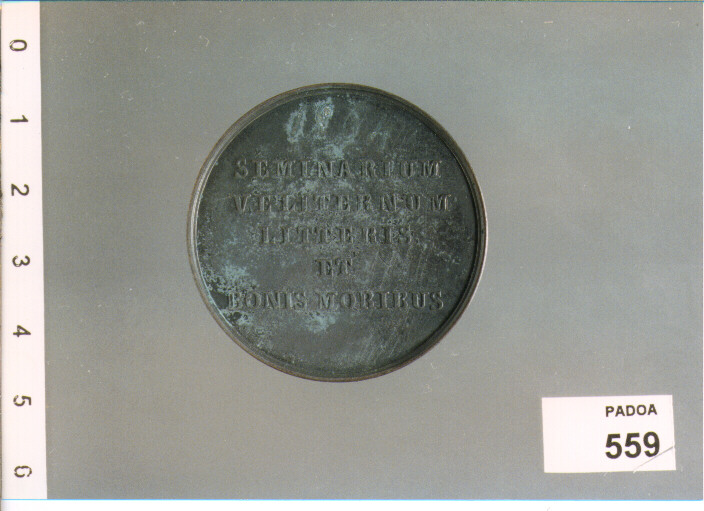 SEMINARIUM
VELITERNUM
LITTERIS
ET
BONIS MORIBUS
PADOA
559
0
1
2
3
4
5
6